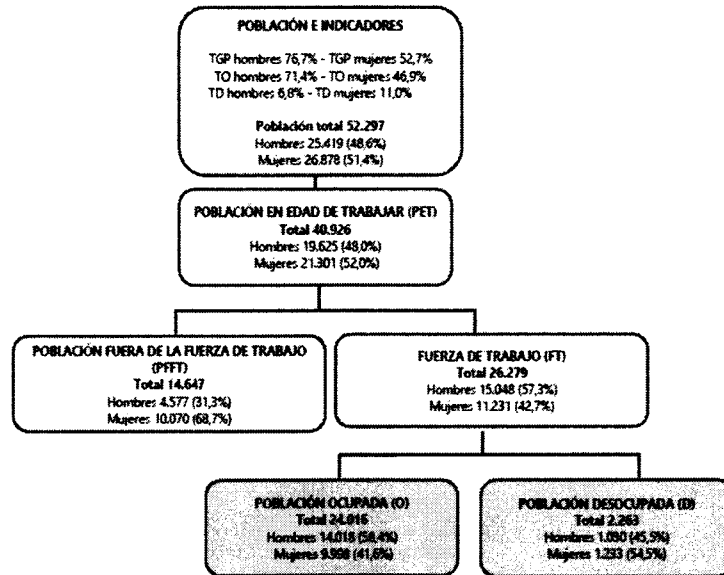 POBLACIÓN E INDICADORES
TGP hombres 76,7% - TGP mujeres 52,7%
TO hombres 71,4% - TO mujeres 46,9%
TD hombres 6,8% - TD mujeres 11,0%
Población total 52.297
Hombres 25.419 (48,6%)
Mujeres 26.878 (51,4%)
POBLACIÓN EN EDAD DE TRABAJAR (PET)
Total 40.926
Hombres 19.625 (48,0%)
Mujeres 21.301 (52,0%)
POBLACIÓN FUERA DE LA FUERZA DE TRABAJO
(PFFT)
Total 14.647
Hombres 4.577 (31,3%)
Mujeres 10.070 (68,7%)
FUERZA DE TRABAJO (FT)
Total 26.279
Hombres 15.048 (57,3%)
Mujeres 11.231 (42,7%)
POBLACIÓN OCUPADA (O)
Total 24.016
Hombres 14.018 (58,4%)
Mujeres 9.998 (41,6%)
POBLACIÓN DESOCUPADA (D)
Total 2.263
Hombres 1.030 (45,5%)
Mujeres 1.233 (54,5%)